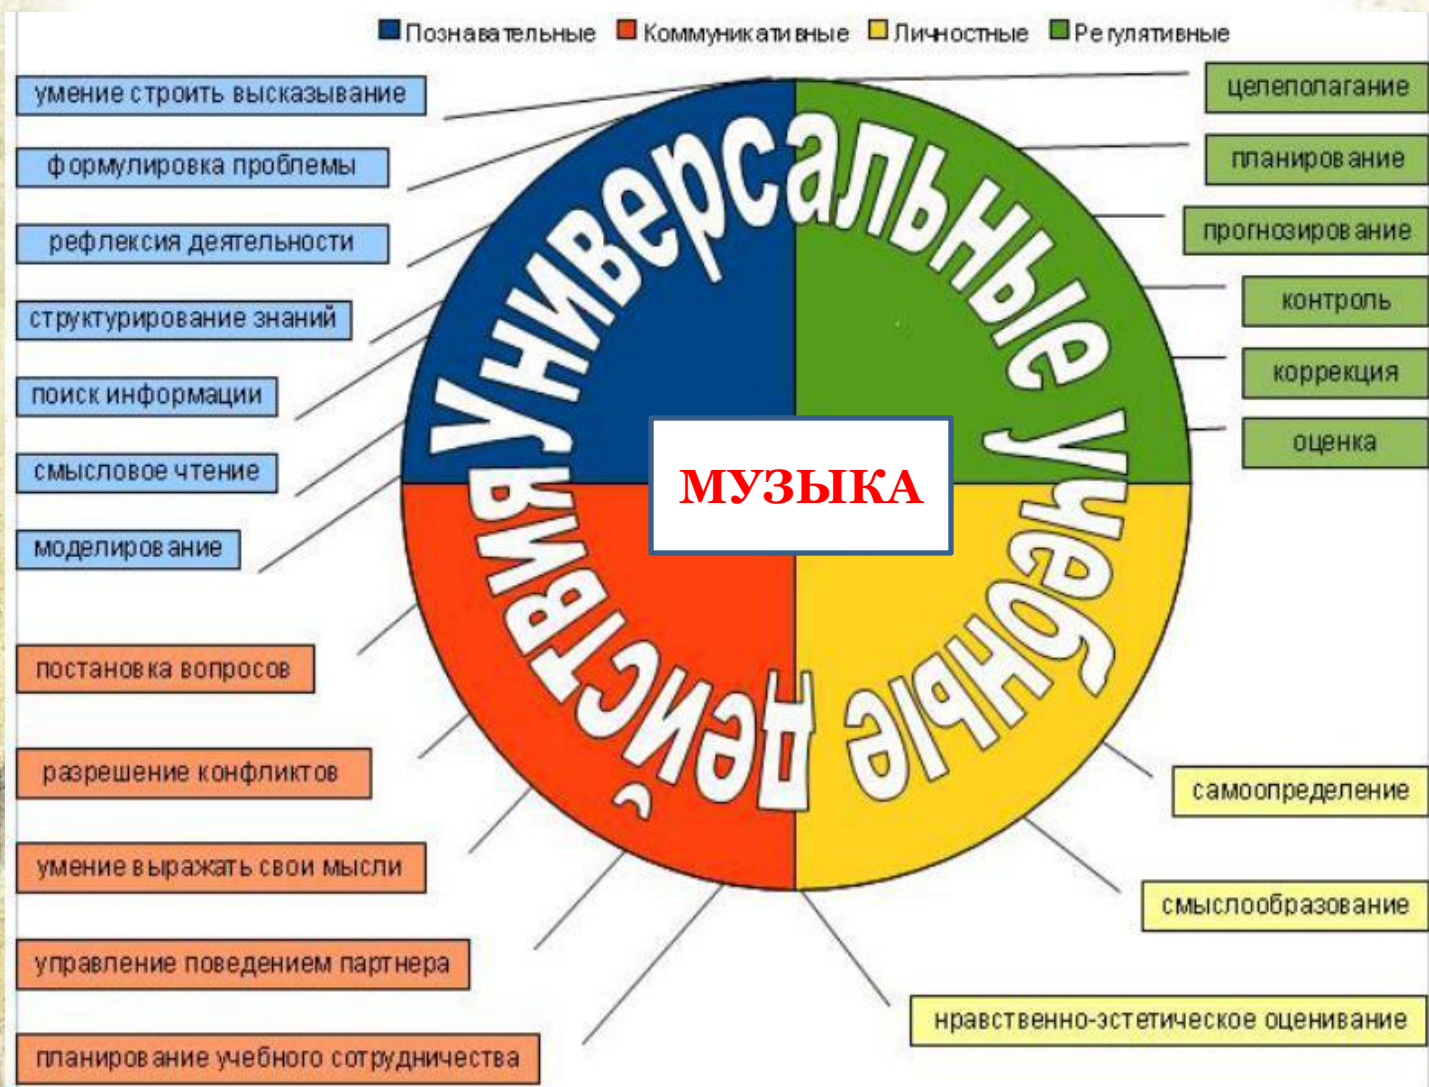 Познавательные Коммуникативные Личностные Регулятивные
умение строить высказывание
формулировка проблемы
рефлексия деятельности
структурирование знаний
поиск информации
смысловое чтение
моделирование
постановка вопросов
разрешение конфликтов
умение выражать свои мысли
управление поведением партнера
планирование учебного сотрудничества
Универсальные учебные действия
МУЗЫКА
целеполагание
планирование
прогнозирование
контроль
коррекция
оценка
самоопределение
смыслообразование
нравственно-эстетическое оценивание